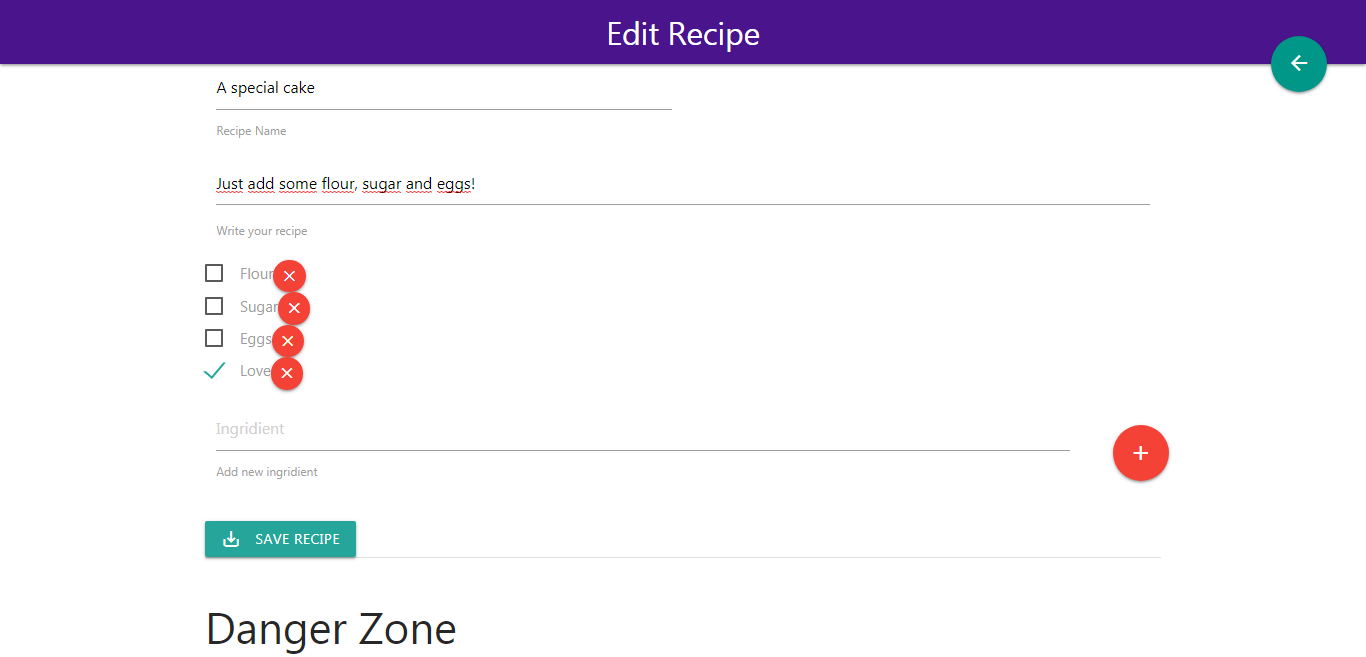 Edit Recipe
A special cake
Recipe Name
Just add some flour, sugar and eggs!
Write your recipe
Flour
Sugar
Eggs
Love
Ingridient
Add new ingridient
SAVE RECIPE
Danger Zone